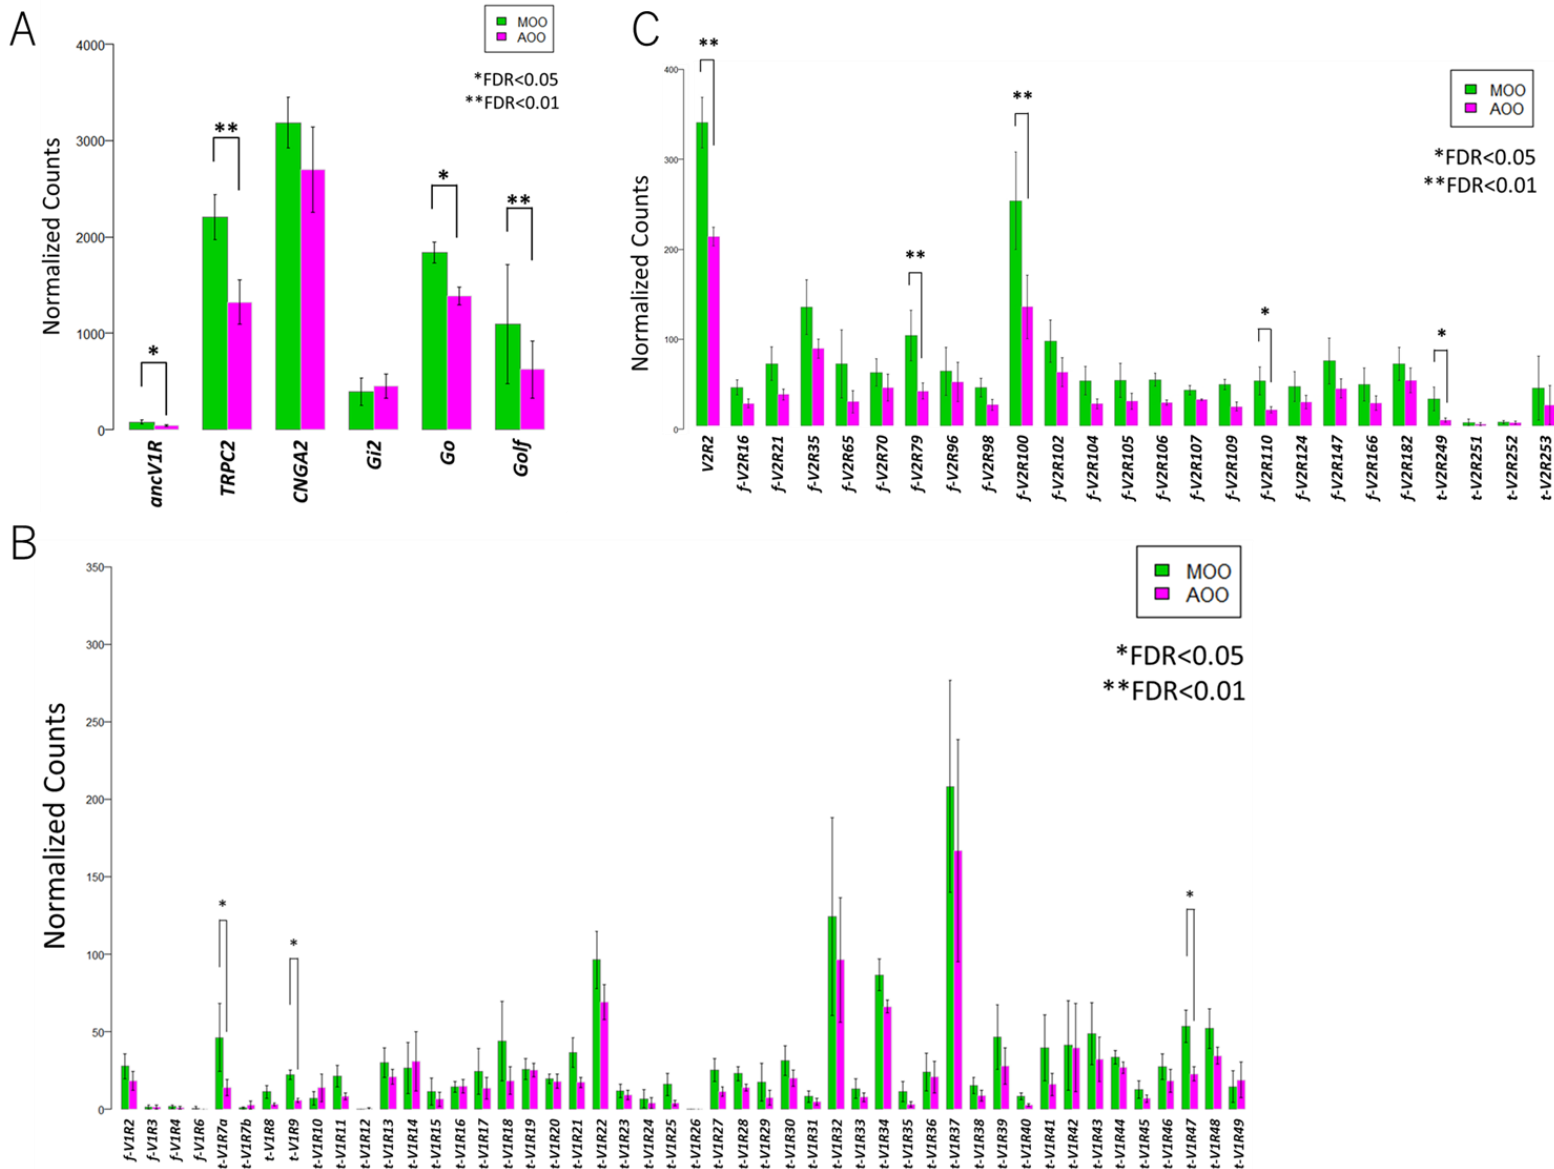 A
MOO
AOO
*FDR<0.05
**FDR<0.01
Normalized Counts
4000
3000
2000
1000
0
*
**
*
**
ancV1R
TRPC2
CNGA2
Gi2
Go
Golf
C
MOO
AOO
*FDR<0.05
**FDR<0.01
Normalized Counts
400
300
200
100
0
**
**
**
*
*
V2R2
f-V2R16
f-V2R21
f-V2R35
f-V2R65
f-V2R70
f-V2R79
f-V2R96
f-V2R98
f-V2R100
f-V2R102
f-V2R104
f-V2R105
f-V2R106
f-V2R107
f-V2R109
f-V2R110
f-V2R124
f-V2R147
f-V2R166
f-V2R182
t-V2R249
t-V2R251
t-V2R252
t-V2R253
B
MOO
AOO
*FDR<0.05
**FDR<0.01
Normalized Counts
350
300
250
200
150
100
50
0
*
*
*
f-V1R2
f-V1R3
f-V1R4
f-V1R6
t-V1R7a
t-V1R7b
t-V1R8
t-V1R9
t-V1R10
t-V1R11
t-V1R12
t-V1R13
t-V1R14
t-V1R15
t-V1R16
t-V1R17
t-V1R18
t-V1R19
t-V1R20
t-V1R21
t-V1R22
t-V1R23
t-V1R24
t-V1R25
t-V1R26
t-V1R27
t-V1R28
t-V1R29
t-V1R30
t-V1R31
t-V1R32
t-V1R33
t-V1R34
t-V1R35
t-V1R36
t-V1R37
t-V1R38
t-V1R39
t-V1R40
t-V1R41
t-V1R42
t-V1R43
t-V1R44
t-V1R45
t-V1R46
t-V1R47
t-V1R48
t-V1R49